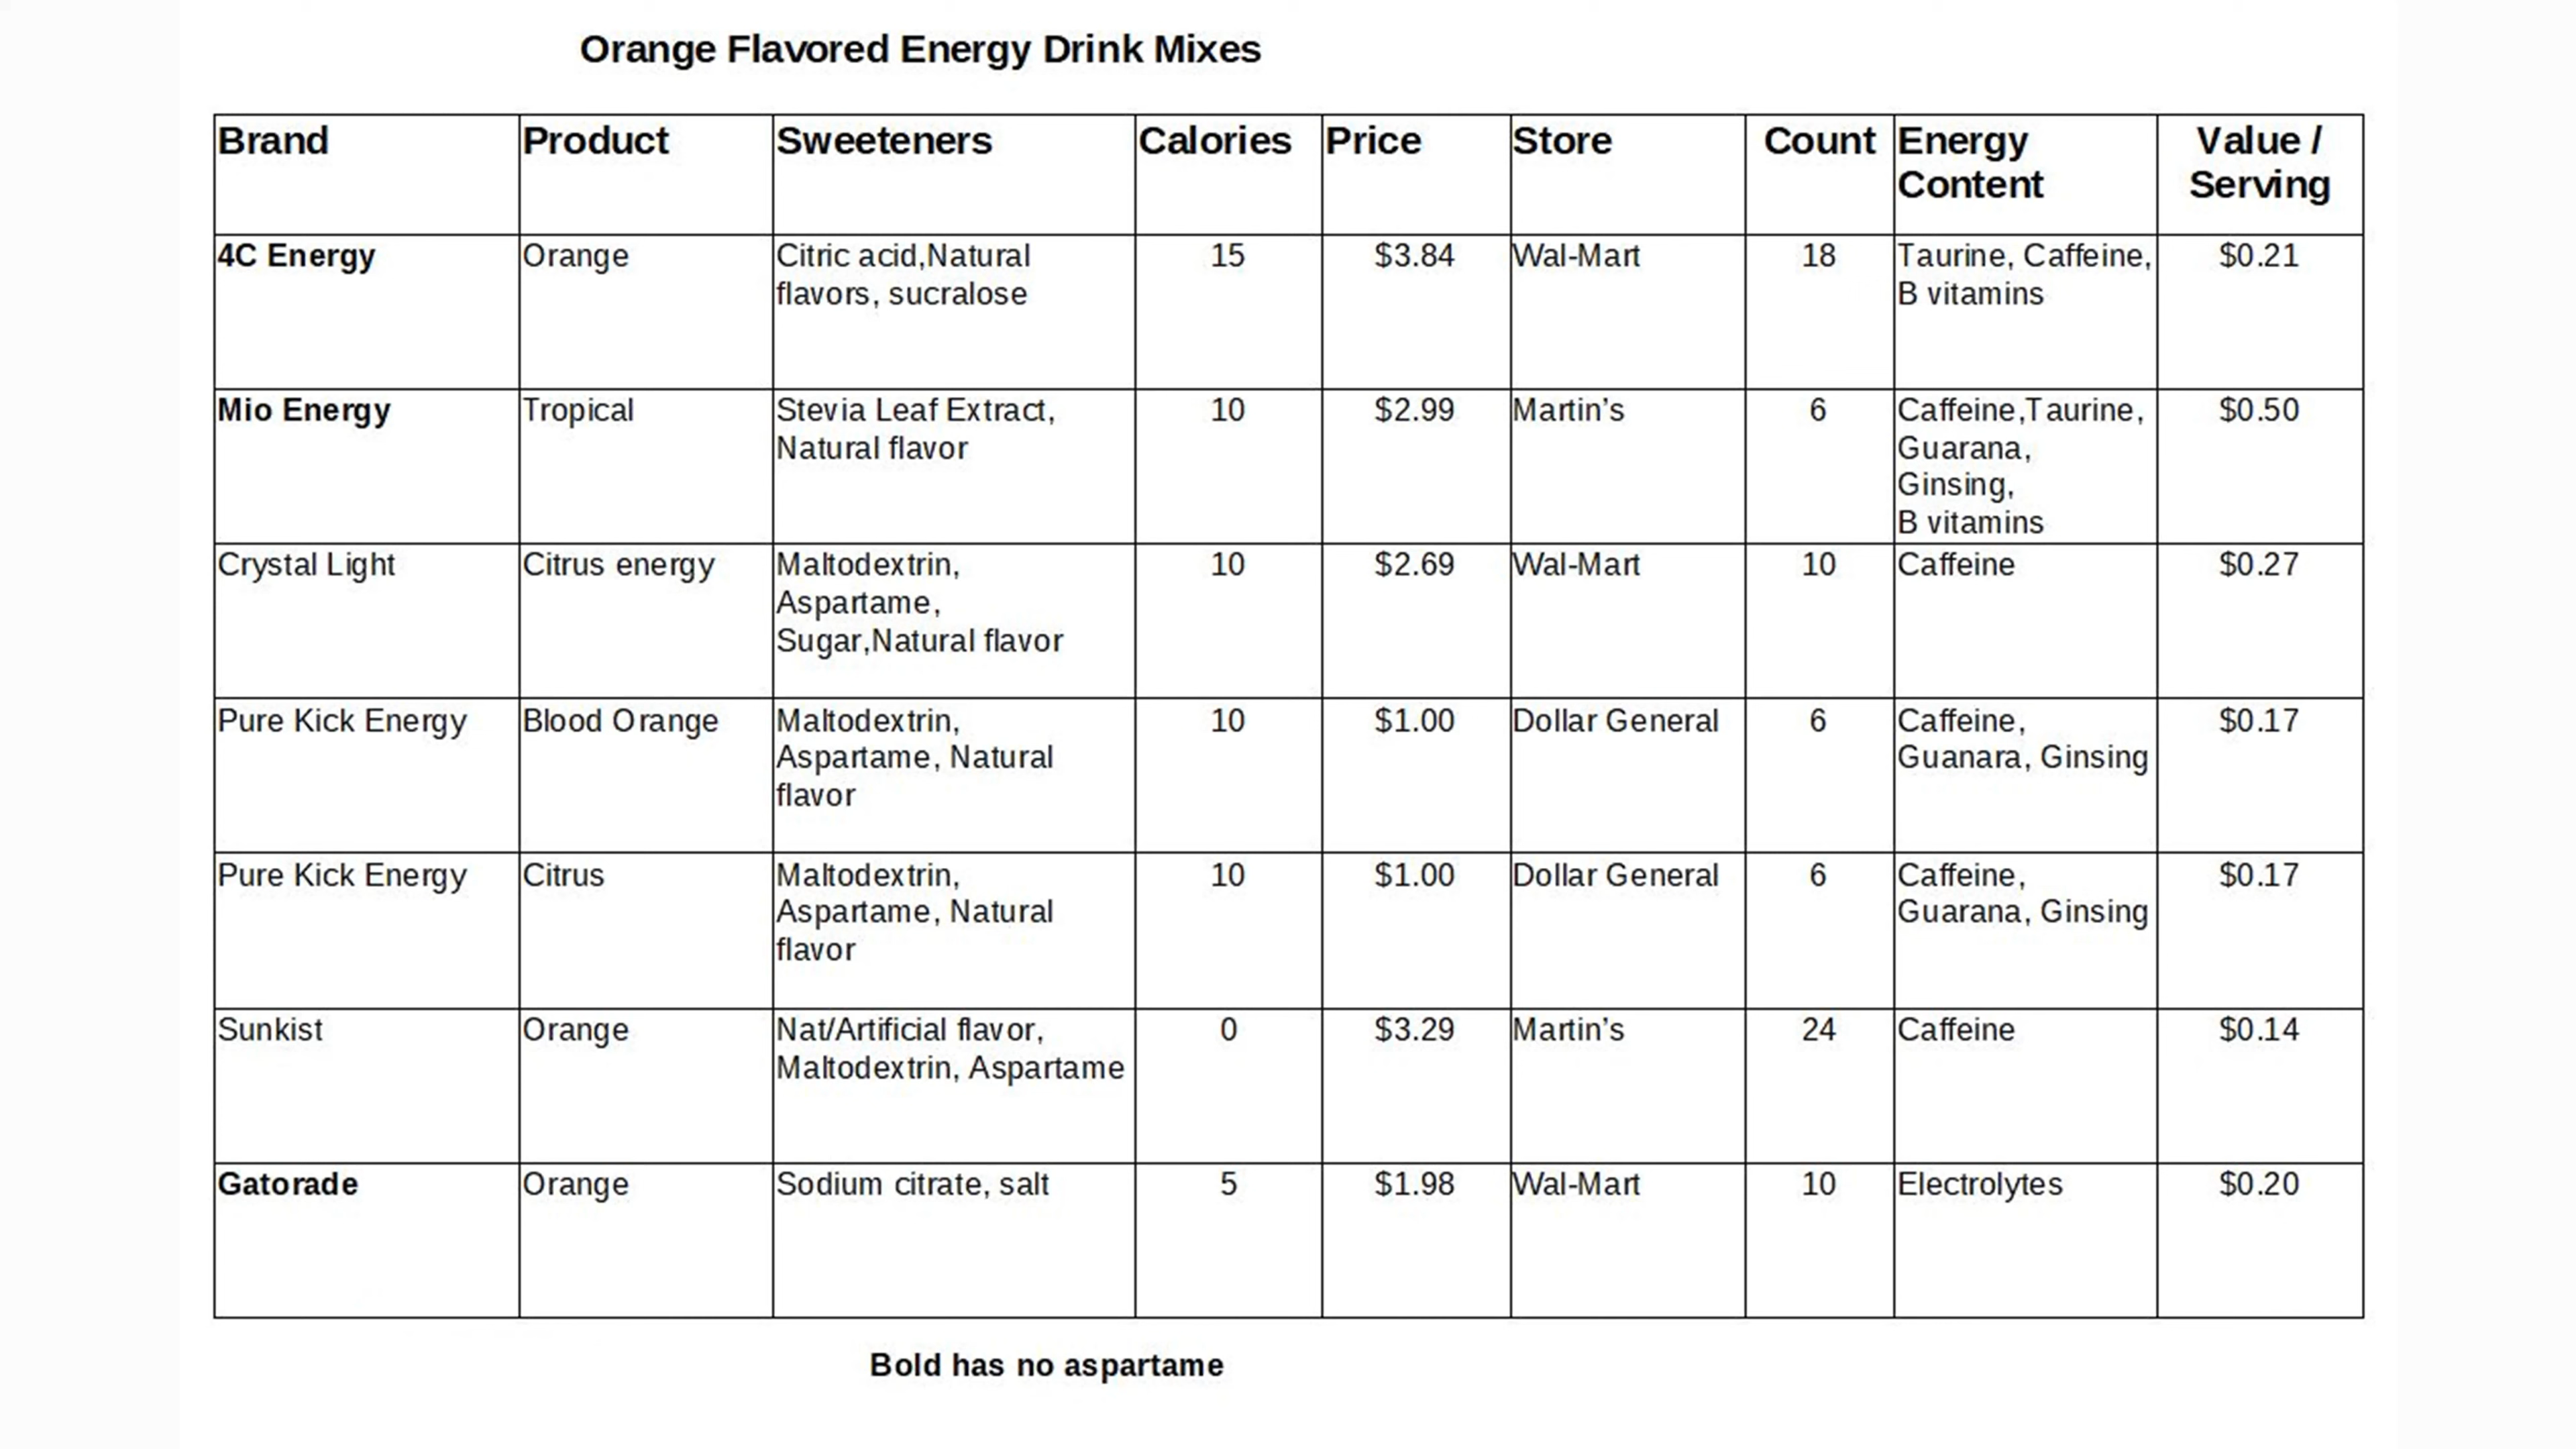 Orange Flavored Energy Drink Mixes
Brand Product Sweeteners Calories Price Store Count Energy Content Value / Serving
4C Energy Orange Citric acid,Natural flavors, sucralose 15 $3.84 Wal-Mart 18 Taurine, Caffeine, B vitamins $0.21
Mio Energy Tropical Stevia Leaf Extract, Natural flavor 10 $2.99 Martin’s 6 Caffeine,Taurine, Guarana, Ginsing, B vitamins $0.50
Crystal Light Citrus energy Maltodextrin, Aspartame, Sugar,Natural flavor 10 $2.69 Wal-Mart 10 Caffeine $0.27
Pure Kick Energy Blood Orange Maltodextrin, Aspartame, Natural flavor 10 $1.00 Dollar General 6 Caffeine, Guanara, Ginsing $0.17
Pure Kick Energy Citrus Maltodextrin, Aspartame, Natural flavor 10 $1.00 Dollar General 6 Caffeine, Guarana, Ginsing $0.17
Sunkist Orange Nat/Artificial flavor, Maltodextrin, Aspartame 0 $3.29 Martin’s 24 Caffeine $0.14
Gatorade Orange Sodium citrate, salt 5 $1.98 Wal-Mart 10 Electrolytes $0.20
Bold has no aspartame